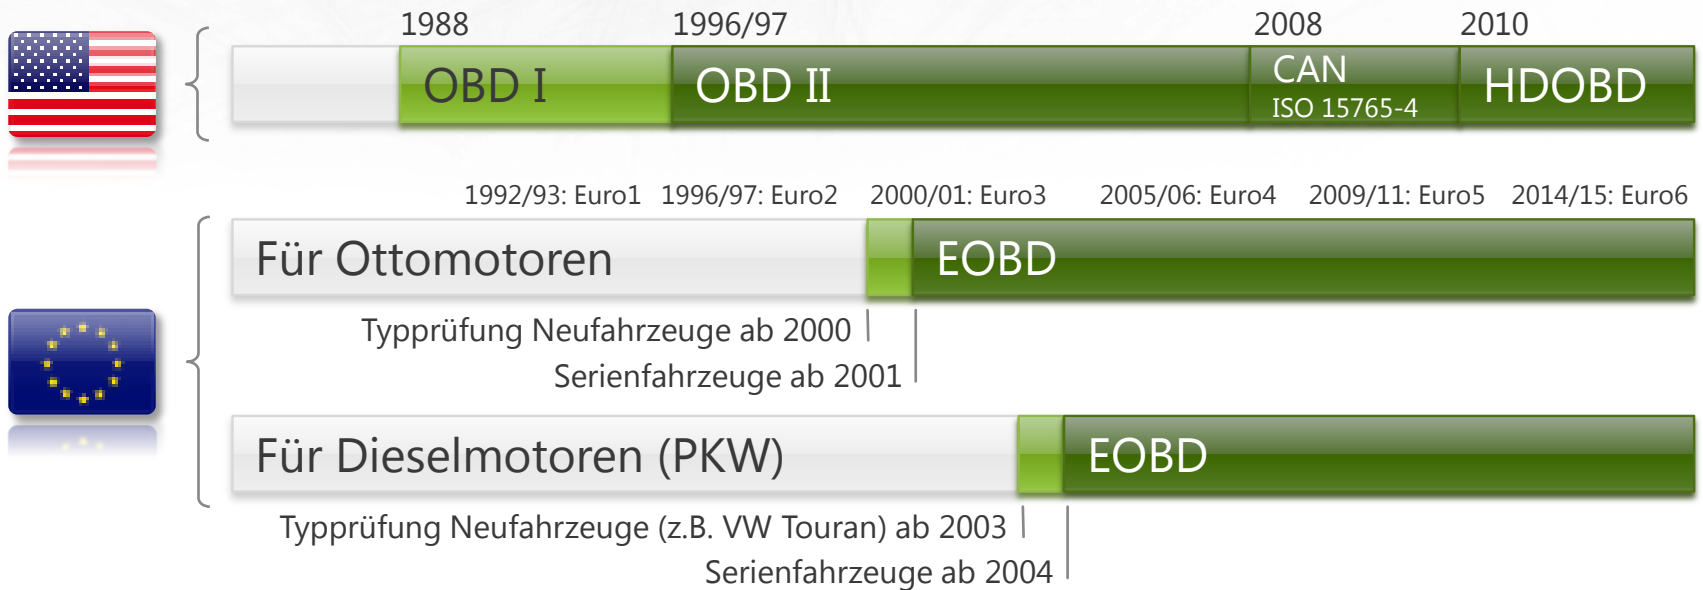 1988 1996/97 2008 2010
OBD I OBD II CAN HDOBD
ISO 15765-4
1992/93: Euro1 1996/97: Euro2 2000/01: Euro3 2005/06: Euro4 2009/11: Euro5 2014/15: Euro6
Für Ottomotoren EOBD
Typprüfung Neufahrzeuge ab 2000
Serienfahrzeuge ab 2001
Für Dieselmotoren (PKW) EOBD
Typprüfung Neufahrzeuge (z.B. VW Touran) ab 2003
Serienfahrzeuge ab 2004